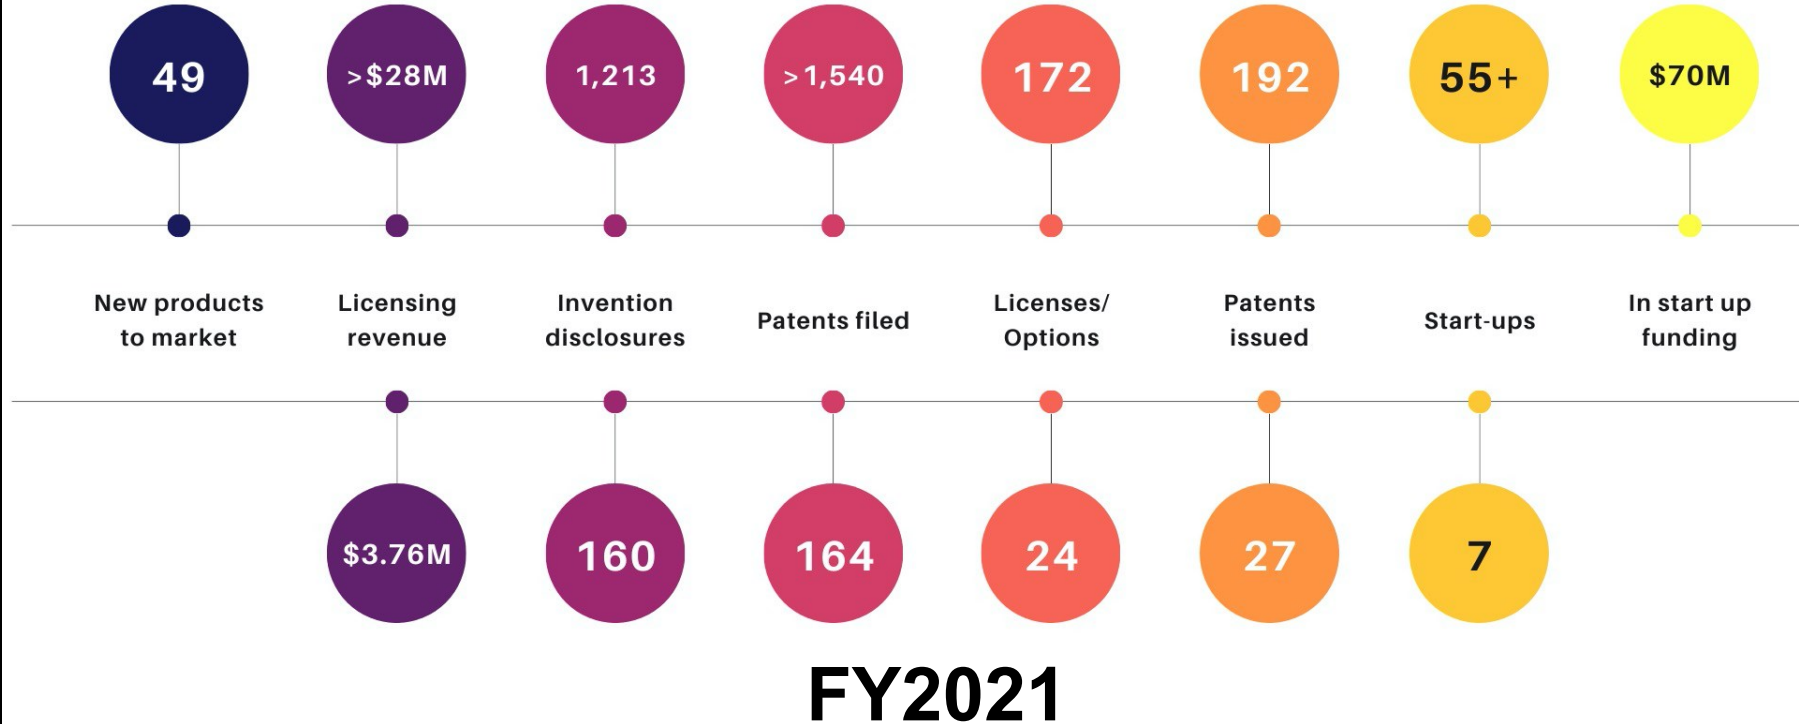 49
>$28M
1,213
>1,540
172
192
55+
$70M
New products
to market
Licensing
revenue
Invention
disclosures
Patents filed
Licenses/
Options
Patents
issued
Start-ups
In start up
funding
$3.76M
160
164
24
27
7
FY2021